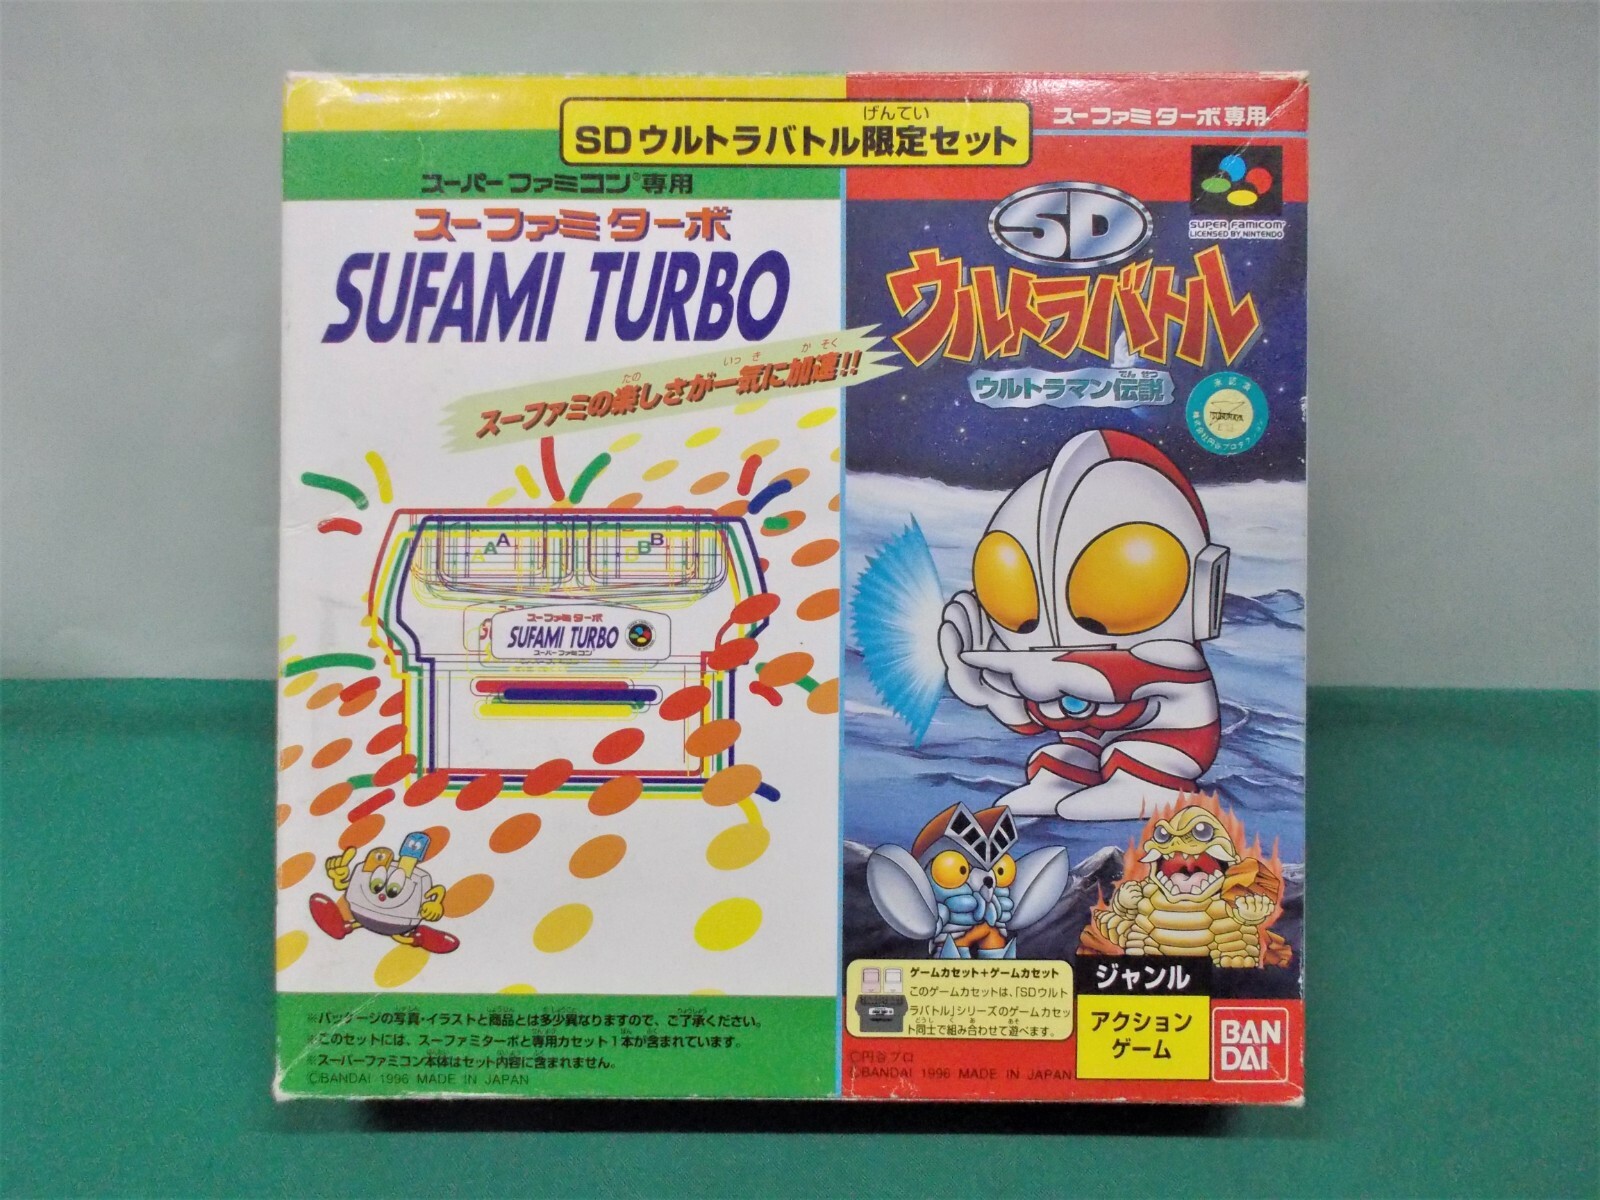 SDウルトラバトル限定セット
げんてい
スーパーファミコン®専用
スーファミターボ
SUFAMI TURBO
スーファミの楽しさが一気に加速!!
たの いっき かそく
AA
BB
スーファミターボ
SUFAMI TURBO
スーパーファミコン
※パッケージの写真・イラストと商品とは多少異なりますので、ご了承ください。
※このセットには、スーファミターボと専用カセット1本が含まれています。
※スーパーファミコン本体はセット内容に含まれません。
©BANDAI 1996 MADE IN JAPAN
スーファミターボ専用
SUPER FAMICOM
LICENSED BY NINTENDO
SD
ウルトラバトル
ウルトラマン伝説
でんせつ
ゲームカセット+ゲームカセット
このゲームカセットは、「SDウルト
ラバトル」シリーズのゲームカセッ
ト同士で組み合わせて遊べます。
©円谷プロ
©BANDAI 1996 MADE IN JAPAN
ジャンル
アクション
ゲーム
BAN
DAI